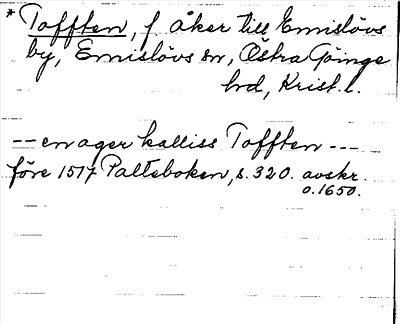 * Tofften, f. åker till Emislövs
by, Emislövs sn, Östra Göinge
hd, Krist. l.
-- en ager kalliss Tofften ---
före 1517 Palteboken, s. 320. avskr.
o. 1650.